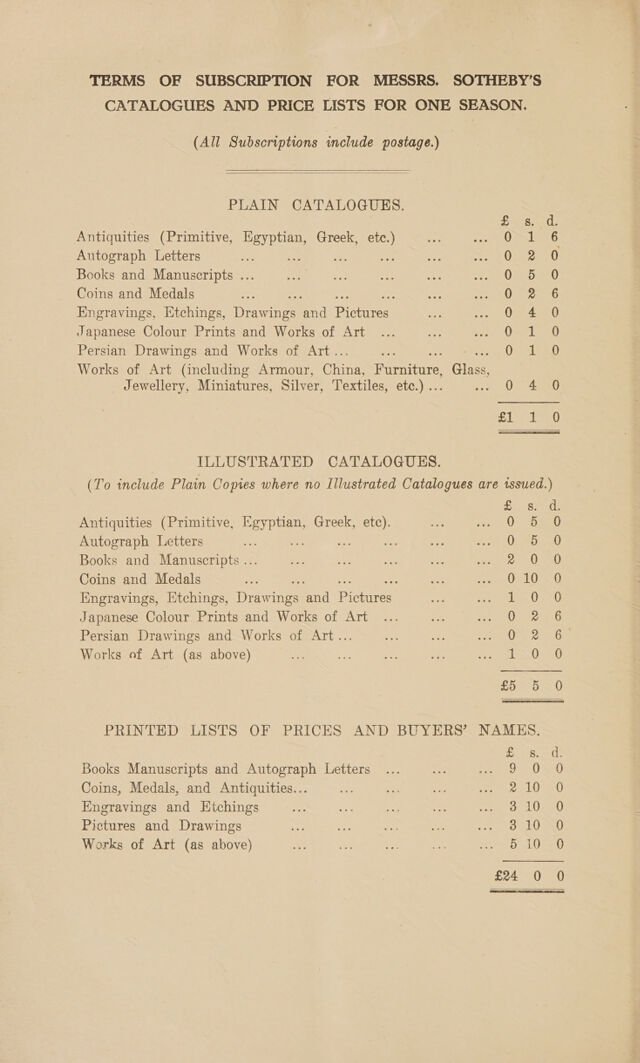 TERMS OF SUBSCRIPTION FOR MESSRS. SOTHEBY'S
CATALOGUES AND PRICE LISTS FOR ONE SEASON.
(All Subscriptions include postage.)
PLAIN CATALOGUES.
£ s. d.
Antiquities (Primitive, Egyptian, Greek, etc.) ... ... 0 1 6
Autograph Letters ... ... ... ... ... ... 0 2 0
Books and Manuscripts ... ... ... ... ... ... 0 5 0
Coins and Medals ... ... ... ... ... ... 0 2 6
Engravings, Etchings, Drawings and Pictures ... ... 0 4 0
Japanese Colour Prints and Works of Art ... ... ... 0 1 0
Persian Drawings and Works of Art ... ... ... ... 0 1 0
Works of Art (including Armour, China, Furniture, Glass,
Jewellery, Miniatures, Silver, Textiles, etc.) ... ... 0 4 0
£1 1 0
ILLUSTRATED CATALOGUES.
(To include Plain Copies where no Illustrated Catalogues are issued.)
£ s. d.
Antiquities (Primitive, Egyptian, Greek, etc). ... ... 0 5 0
Autograph Letters ... ... ... ... ... ... 0 5 0
Books and Manuscripts ... ... ... ... ... ... 2 0 0
Coins and Medals ... ... ... ... ... ... 0 10 0
Engravings, Etchings, Drawings and Pictures ... ... 1 0 0
Japanese Colour Prints and Works of Art ... ... ... 0 2 6
Persian Drawings and Works of Art ... ... ... ... 0 2 6
Works of Art (as above) ... ... ... ... ... 1 0 0
£5 5 0
PRINTED LISTS OF PRICES AND BUYERS' NAMES.
£ s. d.
Books Manuscripts and Autograph Letters ... ... ... 9 0 0
Coins, Medals, and Antiquities... ... ... ... ... 2 10 0
Engravings and Etchings ... ... ... ... ... 3 10 0
Pictures and Drawings ... ... ... ... ... 3 10 0
Works of Art (as above) ... ... ... ... ... 5 10 0
£24 0 0